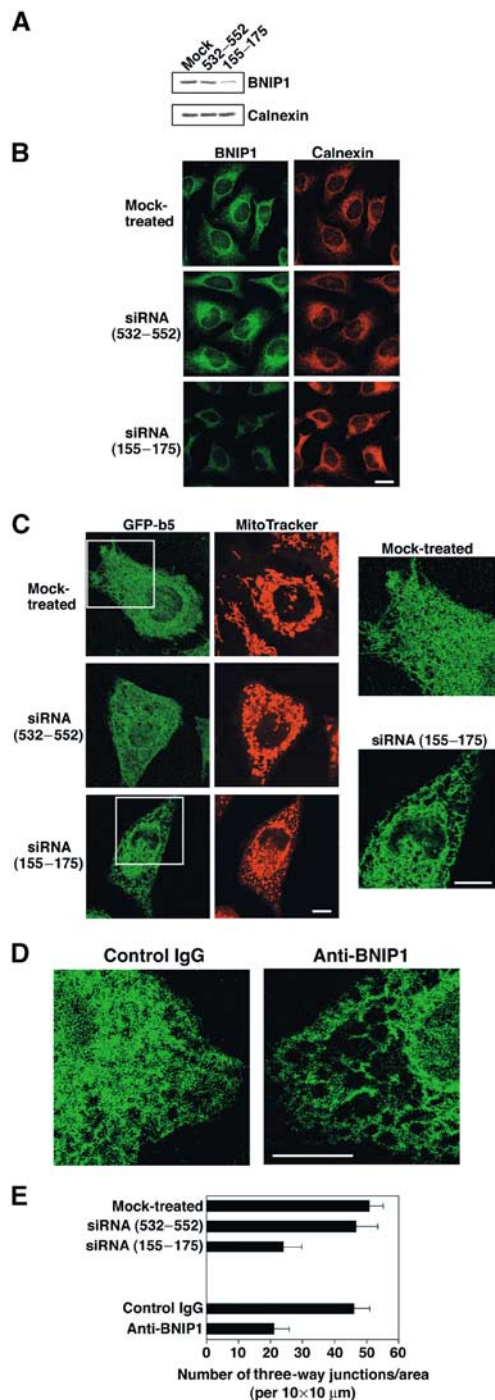 A
Mock
532–552
155–175
BNIP1
Calnexin
B
BNIP1 Calnexin
Mock-
treated
siRNA
(532–552)
siRNA
(155–175)
C
GFP-b5 MitoTracker
Mock-treated
Mock-
treated
siRNA
(532–552)
siRNA (155–175)
siRNA
(155–175)
D
Control IgG Anti-BNIP1
E
Mock-treated
siRNA (532–552)
siRNA (155–175)
Control IgG
Anti-BNIP1
0 10 20 30 40 50 60
Number of three-way junctions/area
(per 10×10 μm)